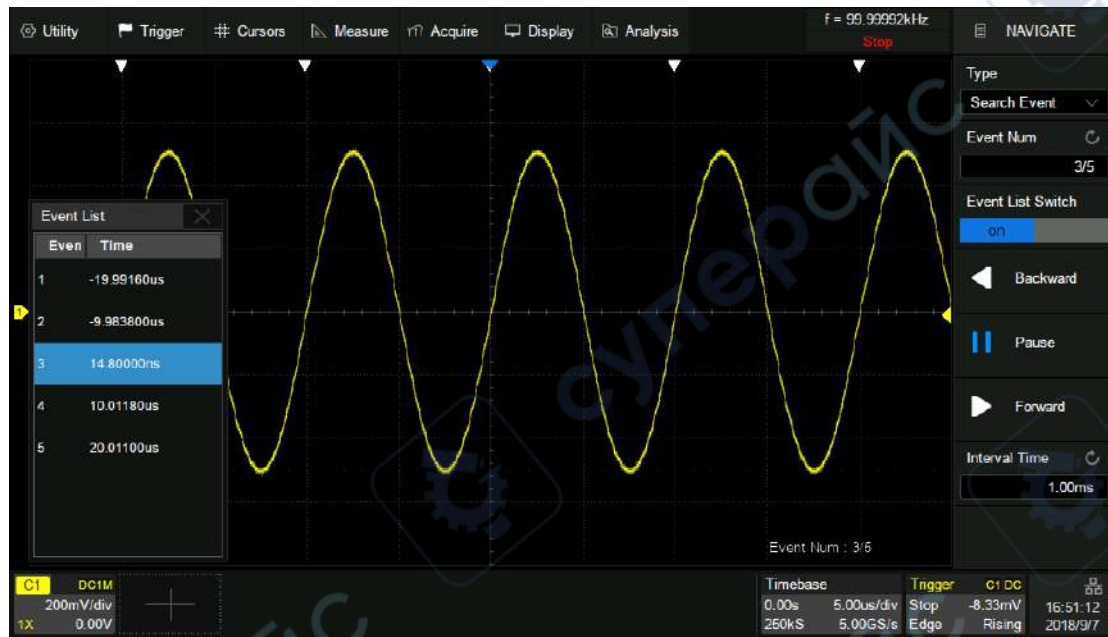 Utility Trigger Cursors Measure Acquire Display Analysis
f = 99.99992kHz
Stop
NAVIGATE
Type
Search Event
Event Num
3/5
Event List Switch
on
Backward
Pause
Forward
Interval Time
1.00ms
Event List
Even Time
1 -19.99160us
2 -9.983800us
3 14.80000ns
4 10.01180us
5 20.01100us
1
Event Num : 3/5
C1 DC1M
200mV/div
1X 0.00V
Timebase
0.00s 5.00us/div
250kS 5.00GS/s
Trigger C1 DC
Stop -8.33mV
Edge Rising
16:51:12
2018/9/7
суперайс